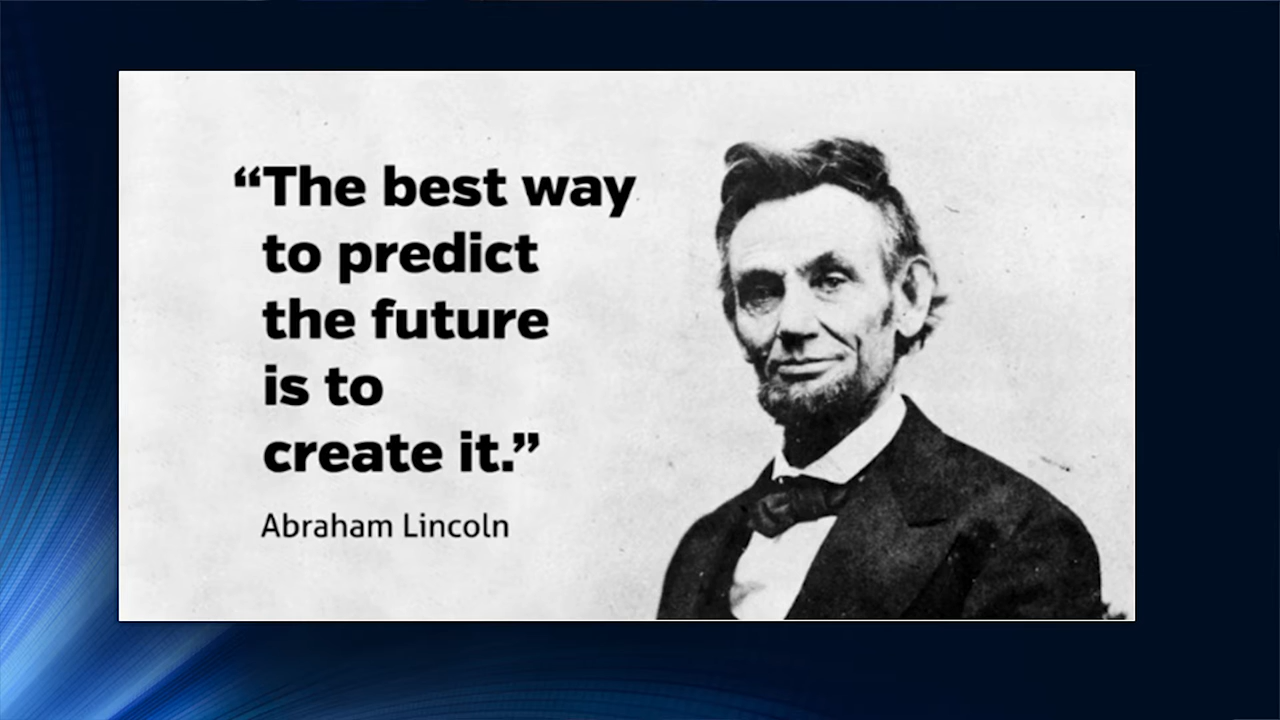 “The best way
to predict
the future
is to
create it.”
Abraham Lincoln